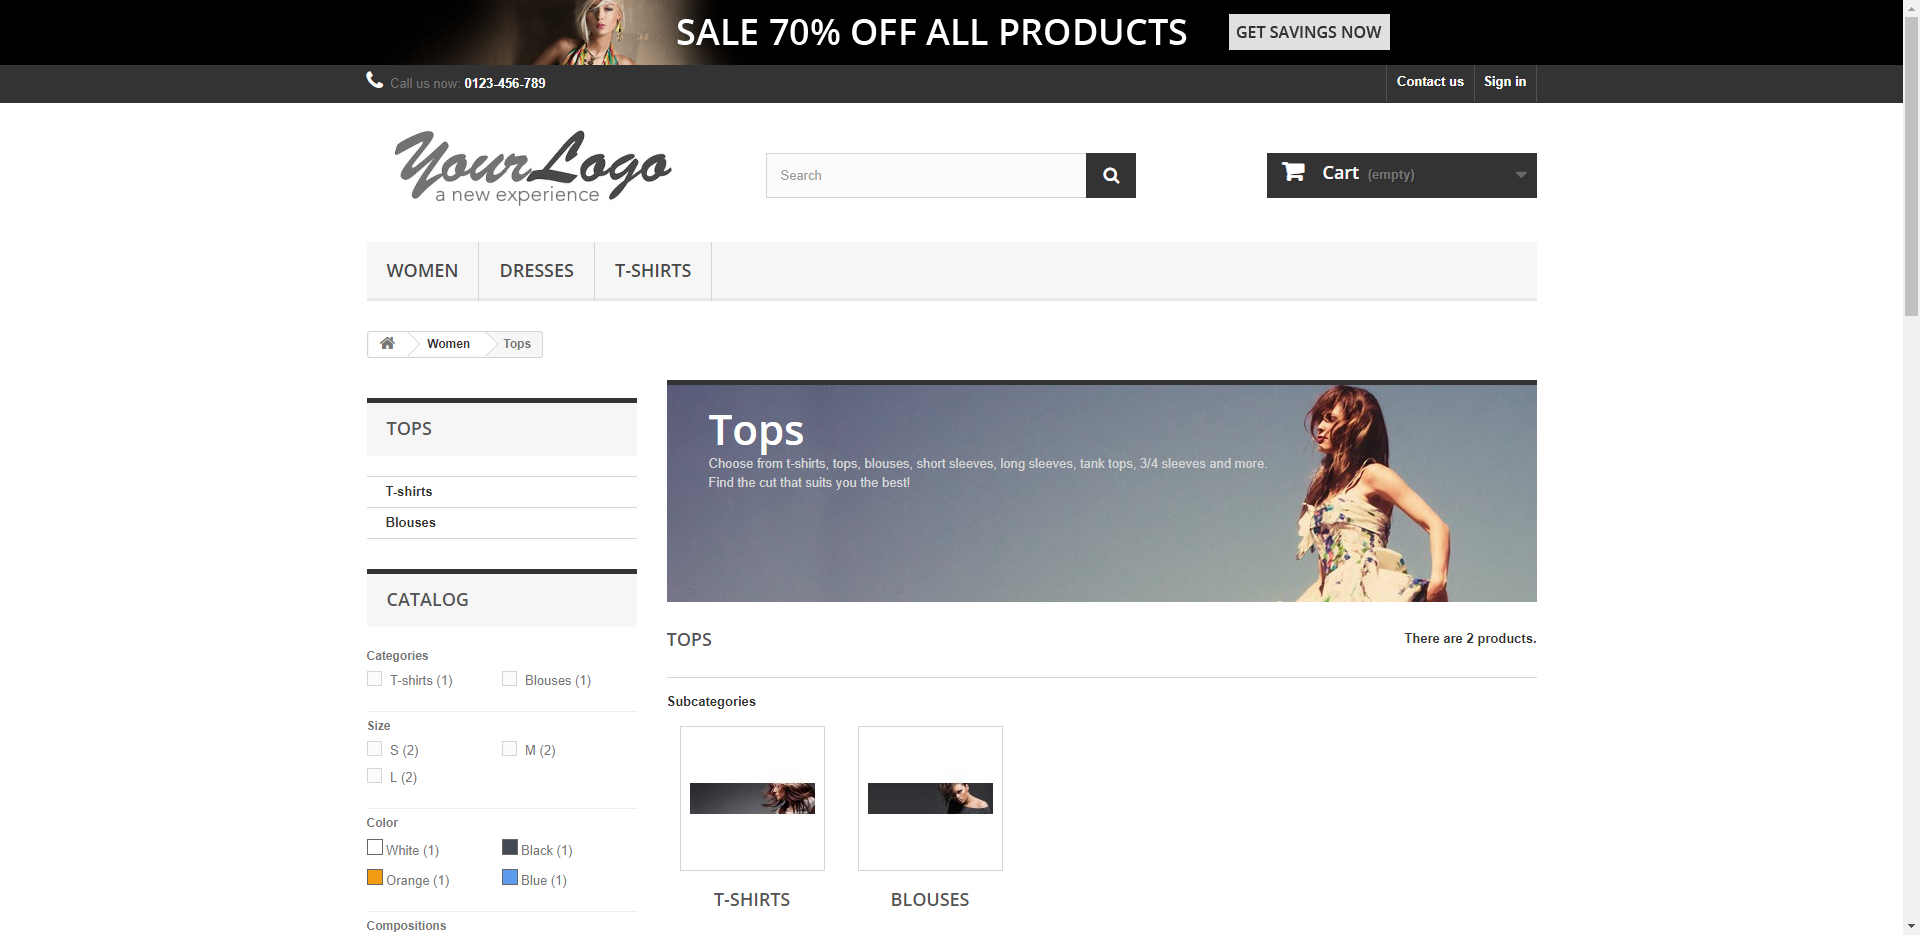 SALE 70% OFF ALL PRODUCTS
GET SAVINGS NOW
Call us now: 0123-456-789
Contact us
Sign in
YourLogo
a new experience
Search
Cart (empty)
WOMEN
DRESSES
T-SHIRTS
Women
Tops
TOPS
T-shirts
Blouses
CATALOG
Categories
T-shirts (1)
Blouses (1)
Size
S (2)
M (2)
L (2)
Color
White (1)
Black (1)
Orange (1)
Blue (1)
Compositions
Tops
Choose from t-shirts, tops, blouses, short sleeves, long sleeves, tank tops, 3/4 sleeves and more.
Find the cut that suits you the best!
TOPS
There are 2 products.
Subcategories
T-SHIRTS
BLOUSES